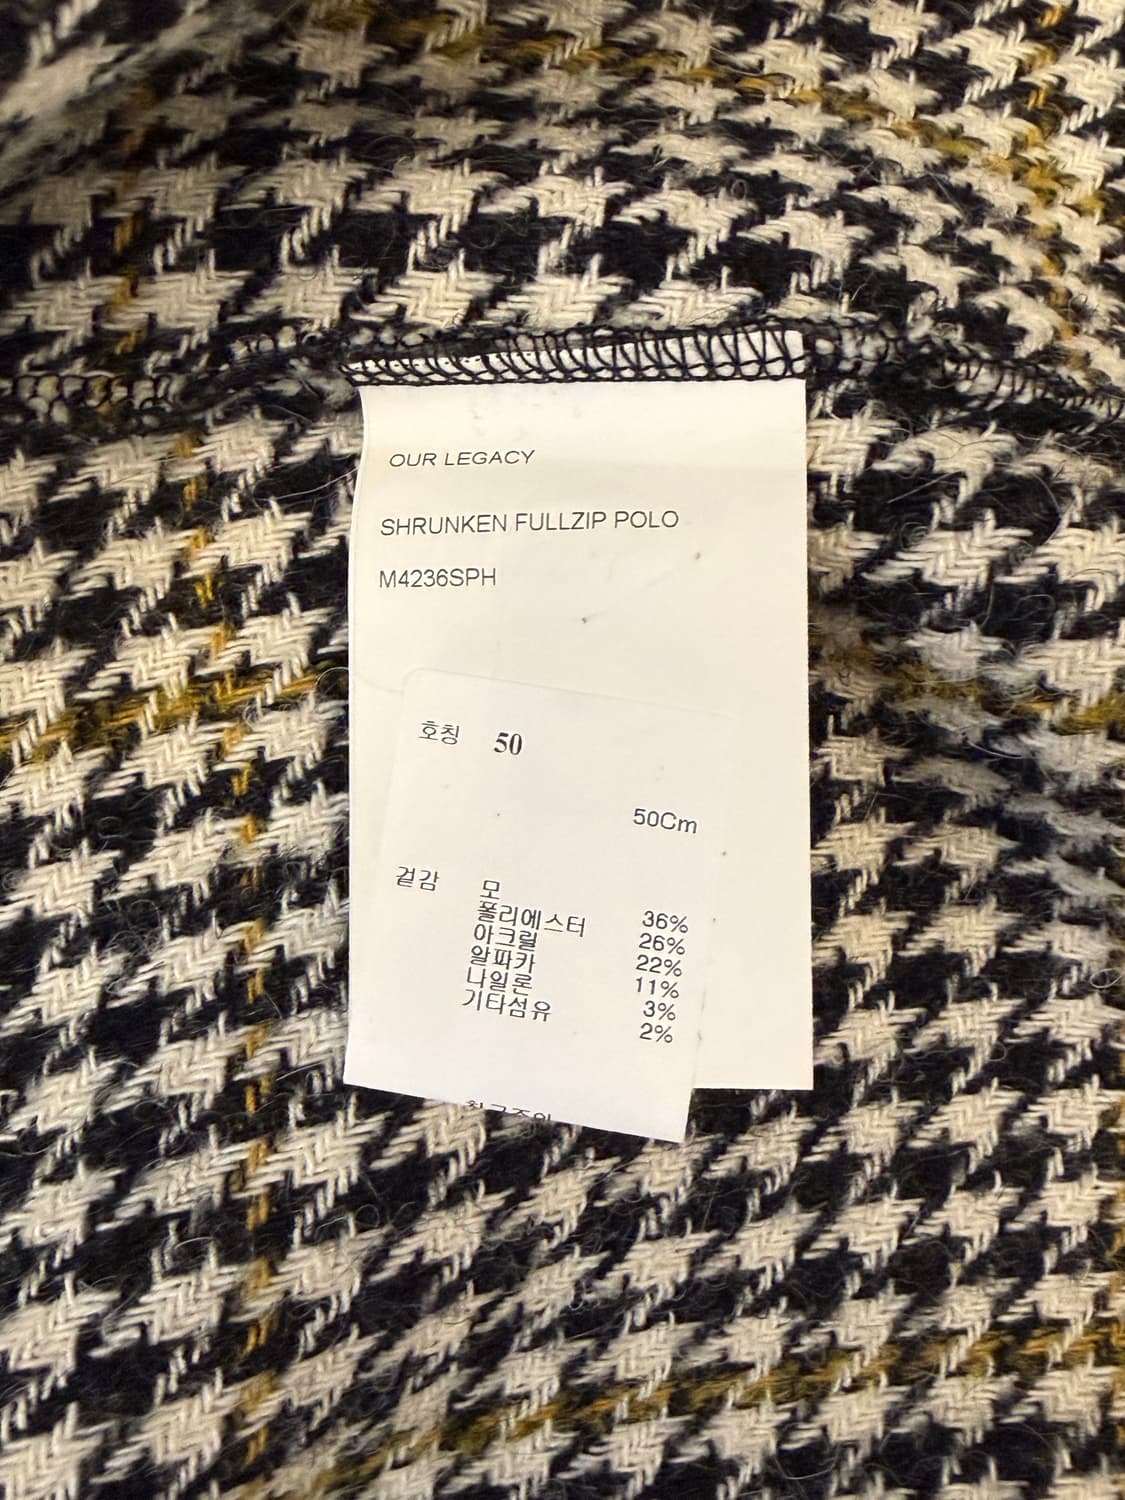 OUR LEGACY
SHRUNKEN FULLZIP POLO
M4236SPH
호칭 50
50Cm
겉감 모 36%
폴리에스터 26%
아크릴 22%
알파카 11%
나일론 3%
기타섬유 2%